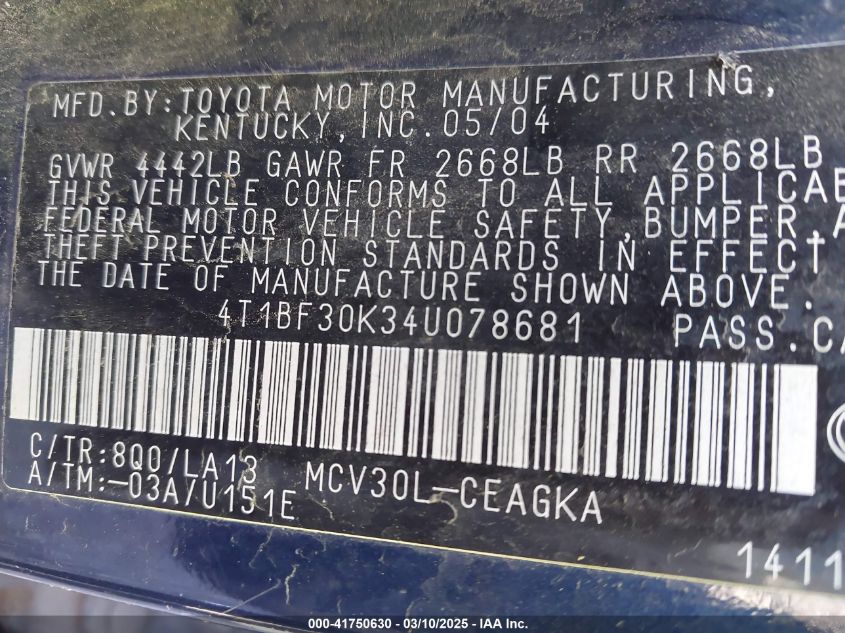 MFD. BY: TOYOTA MOTOR MANUFACTURING,
KENTUCKY, INC. 05/04
GVWR 4442LB GAWR FR 2668LB RR 2668LB
THIS VEHICLE CONFORMS TO ALL APPLICAB
FEDERAL MOTOR VEHICLE SAFETY, BUMPER, A
THEFT PREVENTION STANDARDS IN EFFECT
THE DATE OF MANUFACTURE SHOWN ABOVE.
4T1BF30K34U078681 PASS. CA
C/TR: 8Q0/LA13 MCV30L-CEAGKA
A/TM: -03A/U151E
1411
000-41750630 - 03/10/2025 - IAA Inc.